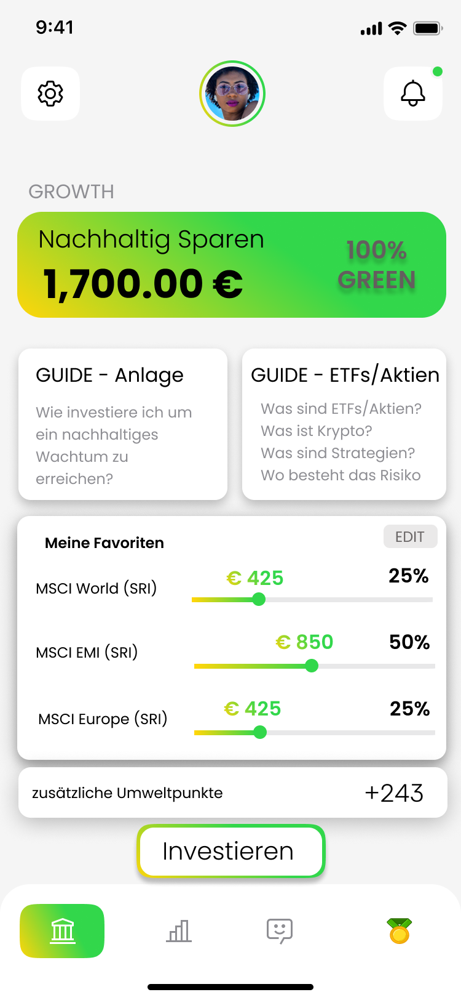 9:41
GROWTH
Nachhaltig Sparen
1,700.00 €
100%
GREEN
GUIDE - Anlage
Wie investiere ich um
ein nachhaltiges
Wachtum zu
erreichen?
GUIDE - ETFs/Aktien
Was sind ETFs/Aktien?
Was ist Krypto?
Was sind Strategien?
Wo besteht das Risiko
Meine Favoriten
EDIT
MSCI World (SRI)
€ 425
25%
MSCI EMI (SRI)
€ 850
50%
MSCI Europe (SRI)
€ 425
25%
zusätzliche Umweltpunkte
+243
Investieren